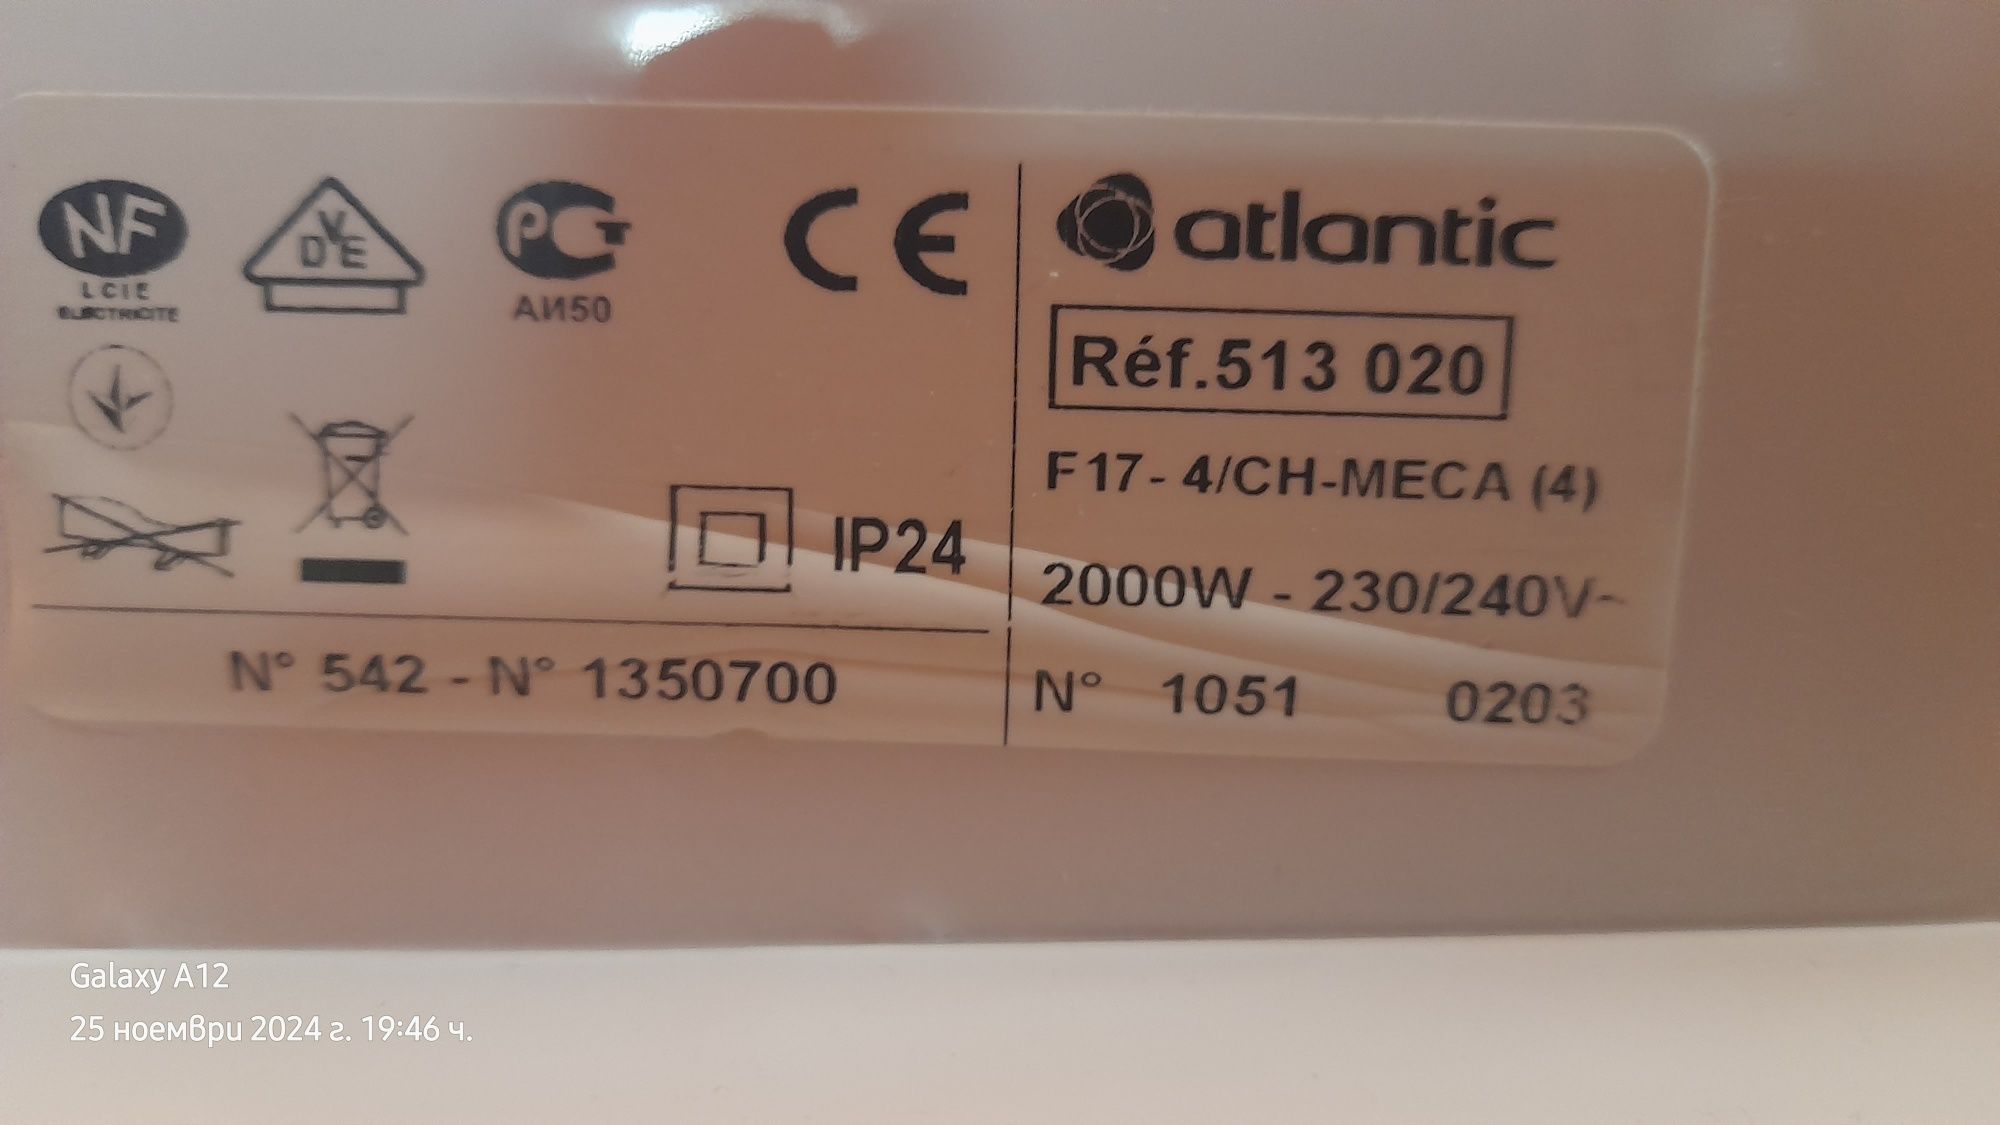 NF
LCIE
ELECTRICITE
VDE
РСТ
АИ50
CE
IP24
N° 542 - N° 1350700
atlantic
Réf.513 020
F17- 4/CH-MECA (4)
2000W - 230/240V~
N° 1051 0203
Galaxy A12
25 ноември 2024 г. 19:46 ч.